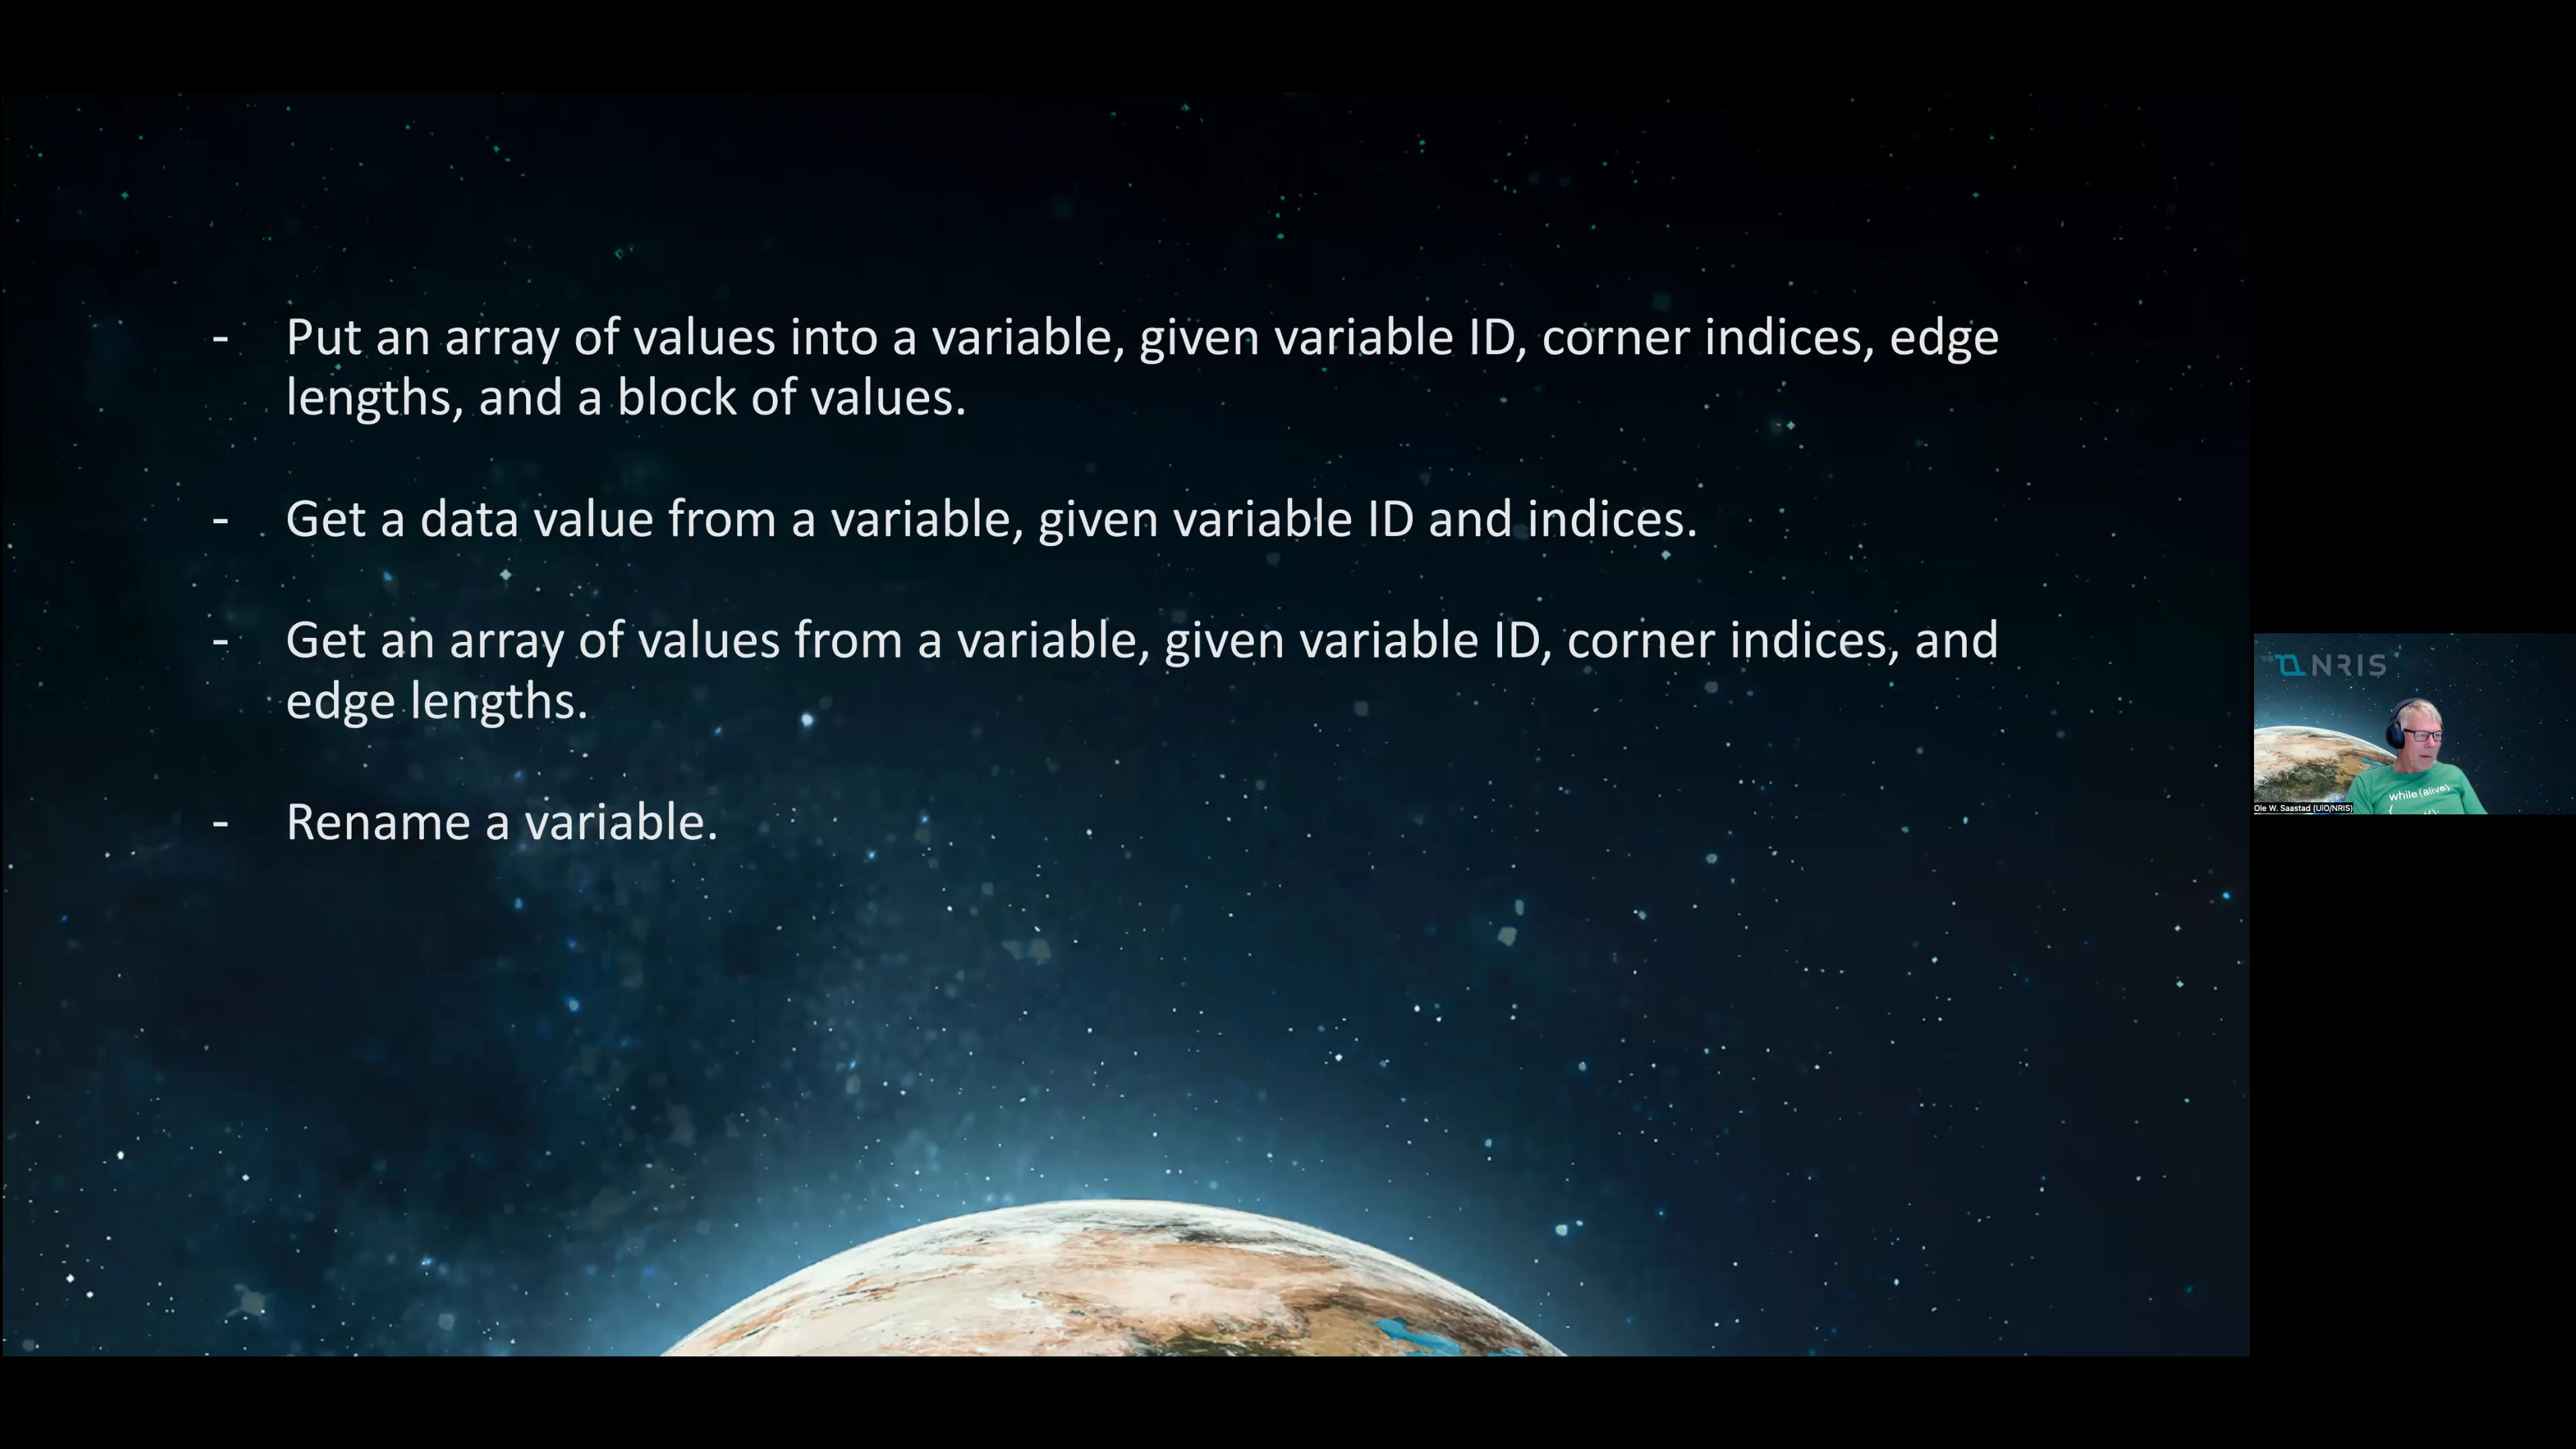 - Put an array of values into a variable, given variable ID, corner indices, edge
lengths, and a block of values.
- Get a data value from a variable, given variable ID and indices.
- Get an array of values from a variable, given variable ID, corner indices, and
edge lengths.
- Rename a variable.
NRIS
while (alive)
{
Ole W. Saastad (UiO/NRIS)